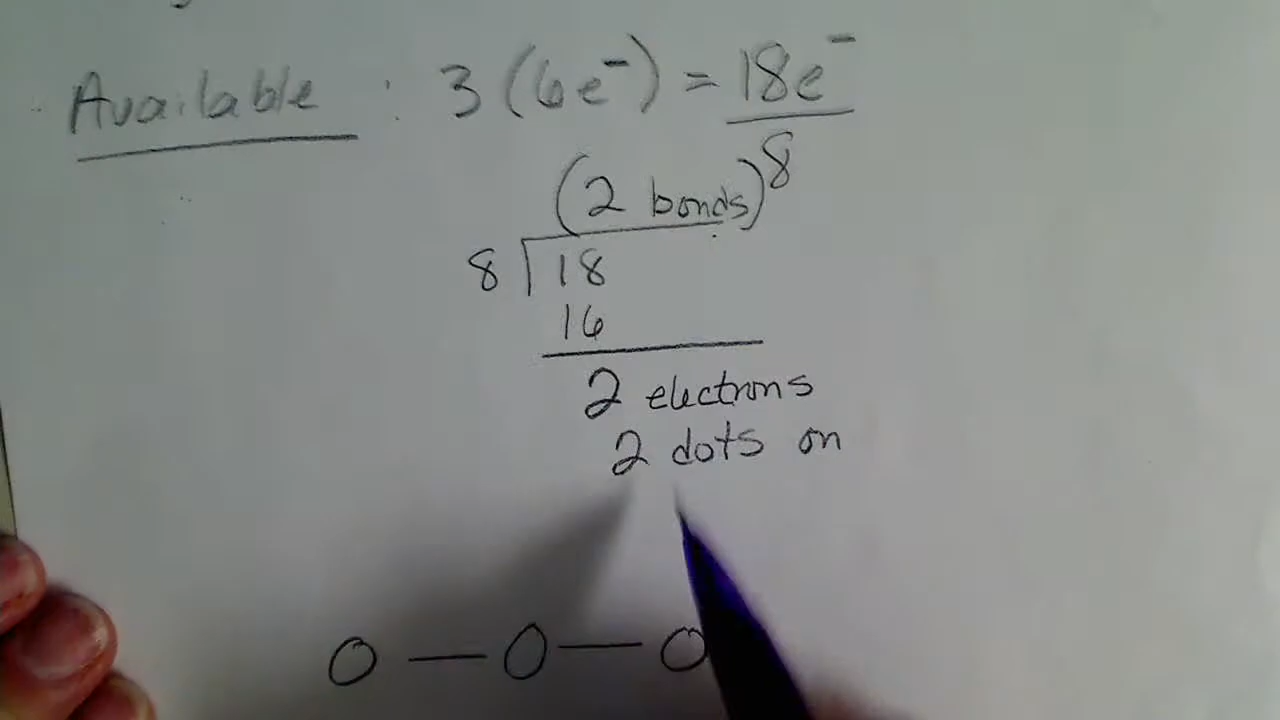 Available : 3 (6e⁻) = 18e⁻
8
(2 bonds)
8 18
16
2 electrons
2 dots on
O — O — O